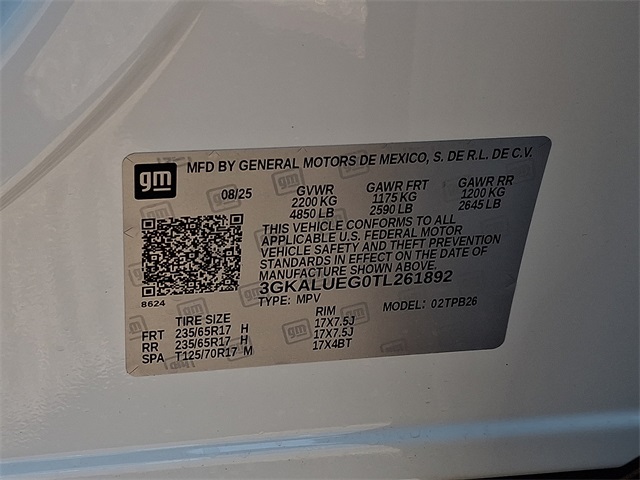 gm MFD BY GENERAL MOTORS DE MEXICO, S. DE R.L. DE C.V.
08/25 GVWR GAWR FRT GAWR RR
2200 KG 1175 KG 1200 KG
4850 LB 2590 LB 2645 LB
THIS VEHICLE CONFORMS TO ALL
APPLICABLE U.S. FEDERAL MOTOR
VEHICLE SAFETY AND THEFT PREVENTION
STANDARDS IN EFFECT ON THE DATE OF
MANUFACTURE SHOWN ABOVE.
3GKALUEG0TL261892
8624 TYPE: MPV MODEL: 02TPB26
TIRE SIZE RIM
FRT 235/65R17 H 17X7.5J
RR 235/65R17 H 17X7.5J
SPA T125/70R17 M 17X4BT